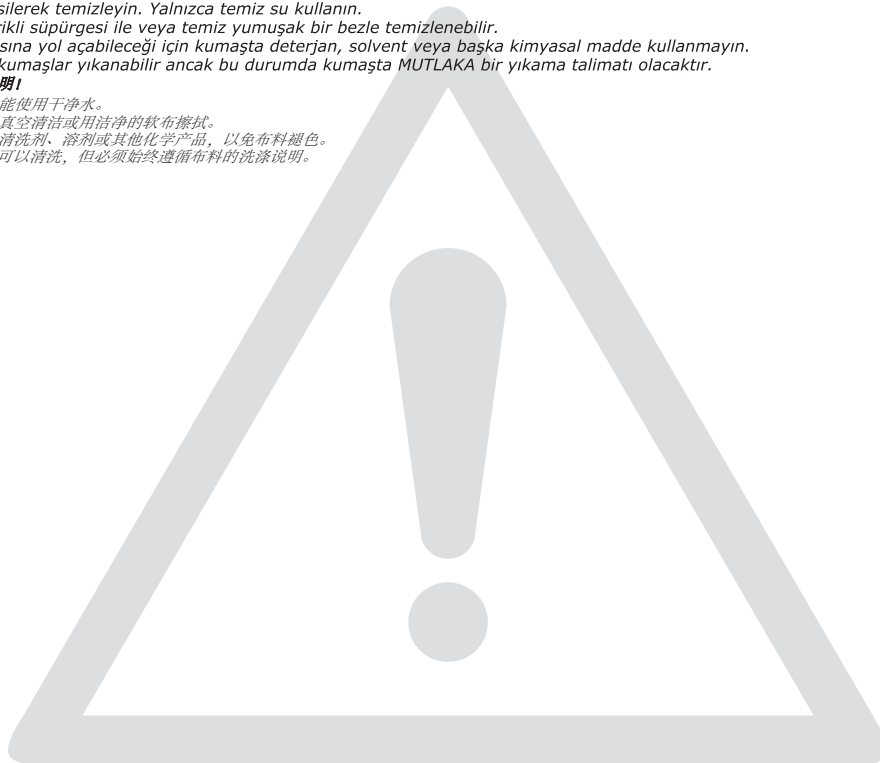 silerek temizleyin. Yalnızca temiz su kullanın.
rikli süpürgesi ile veya temiz yumuşak bir bezle temizlenebilir.
sına yol açabileceği için kumaşta deterjan, solvent veya başka kimyasal madde kullanmayın.
kumaşlar yıkanabilir ancak bu durumda kumaşta MUTLAKA bir yıkama talimatı olacaktır.
明!
能使用干净水。
真空清洁或用洁净的软布擦拭。
清洗剂、溶剂或其他化学产品，以免布料褪色。
可以清洗，但必须始终遵循布料的洗涤说明。